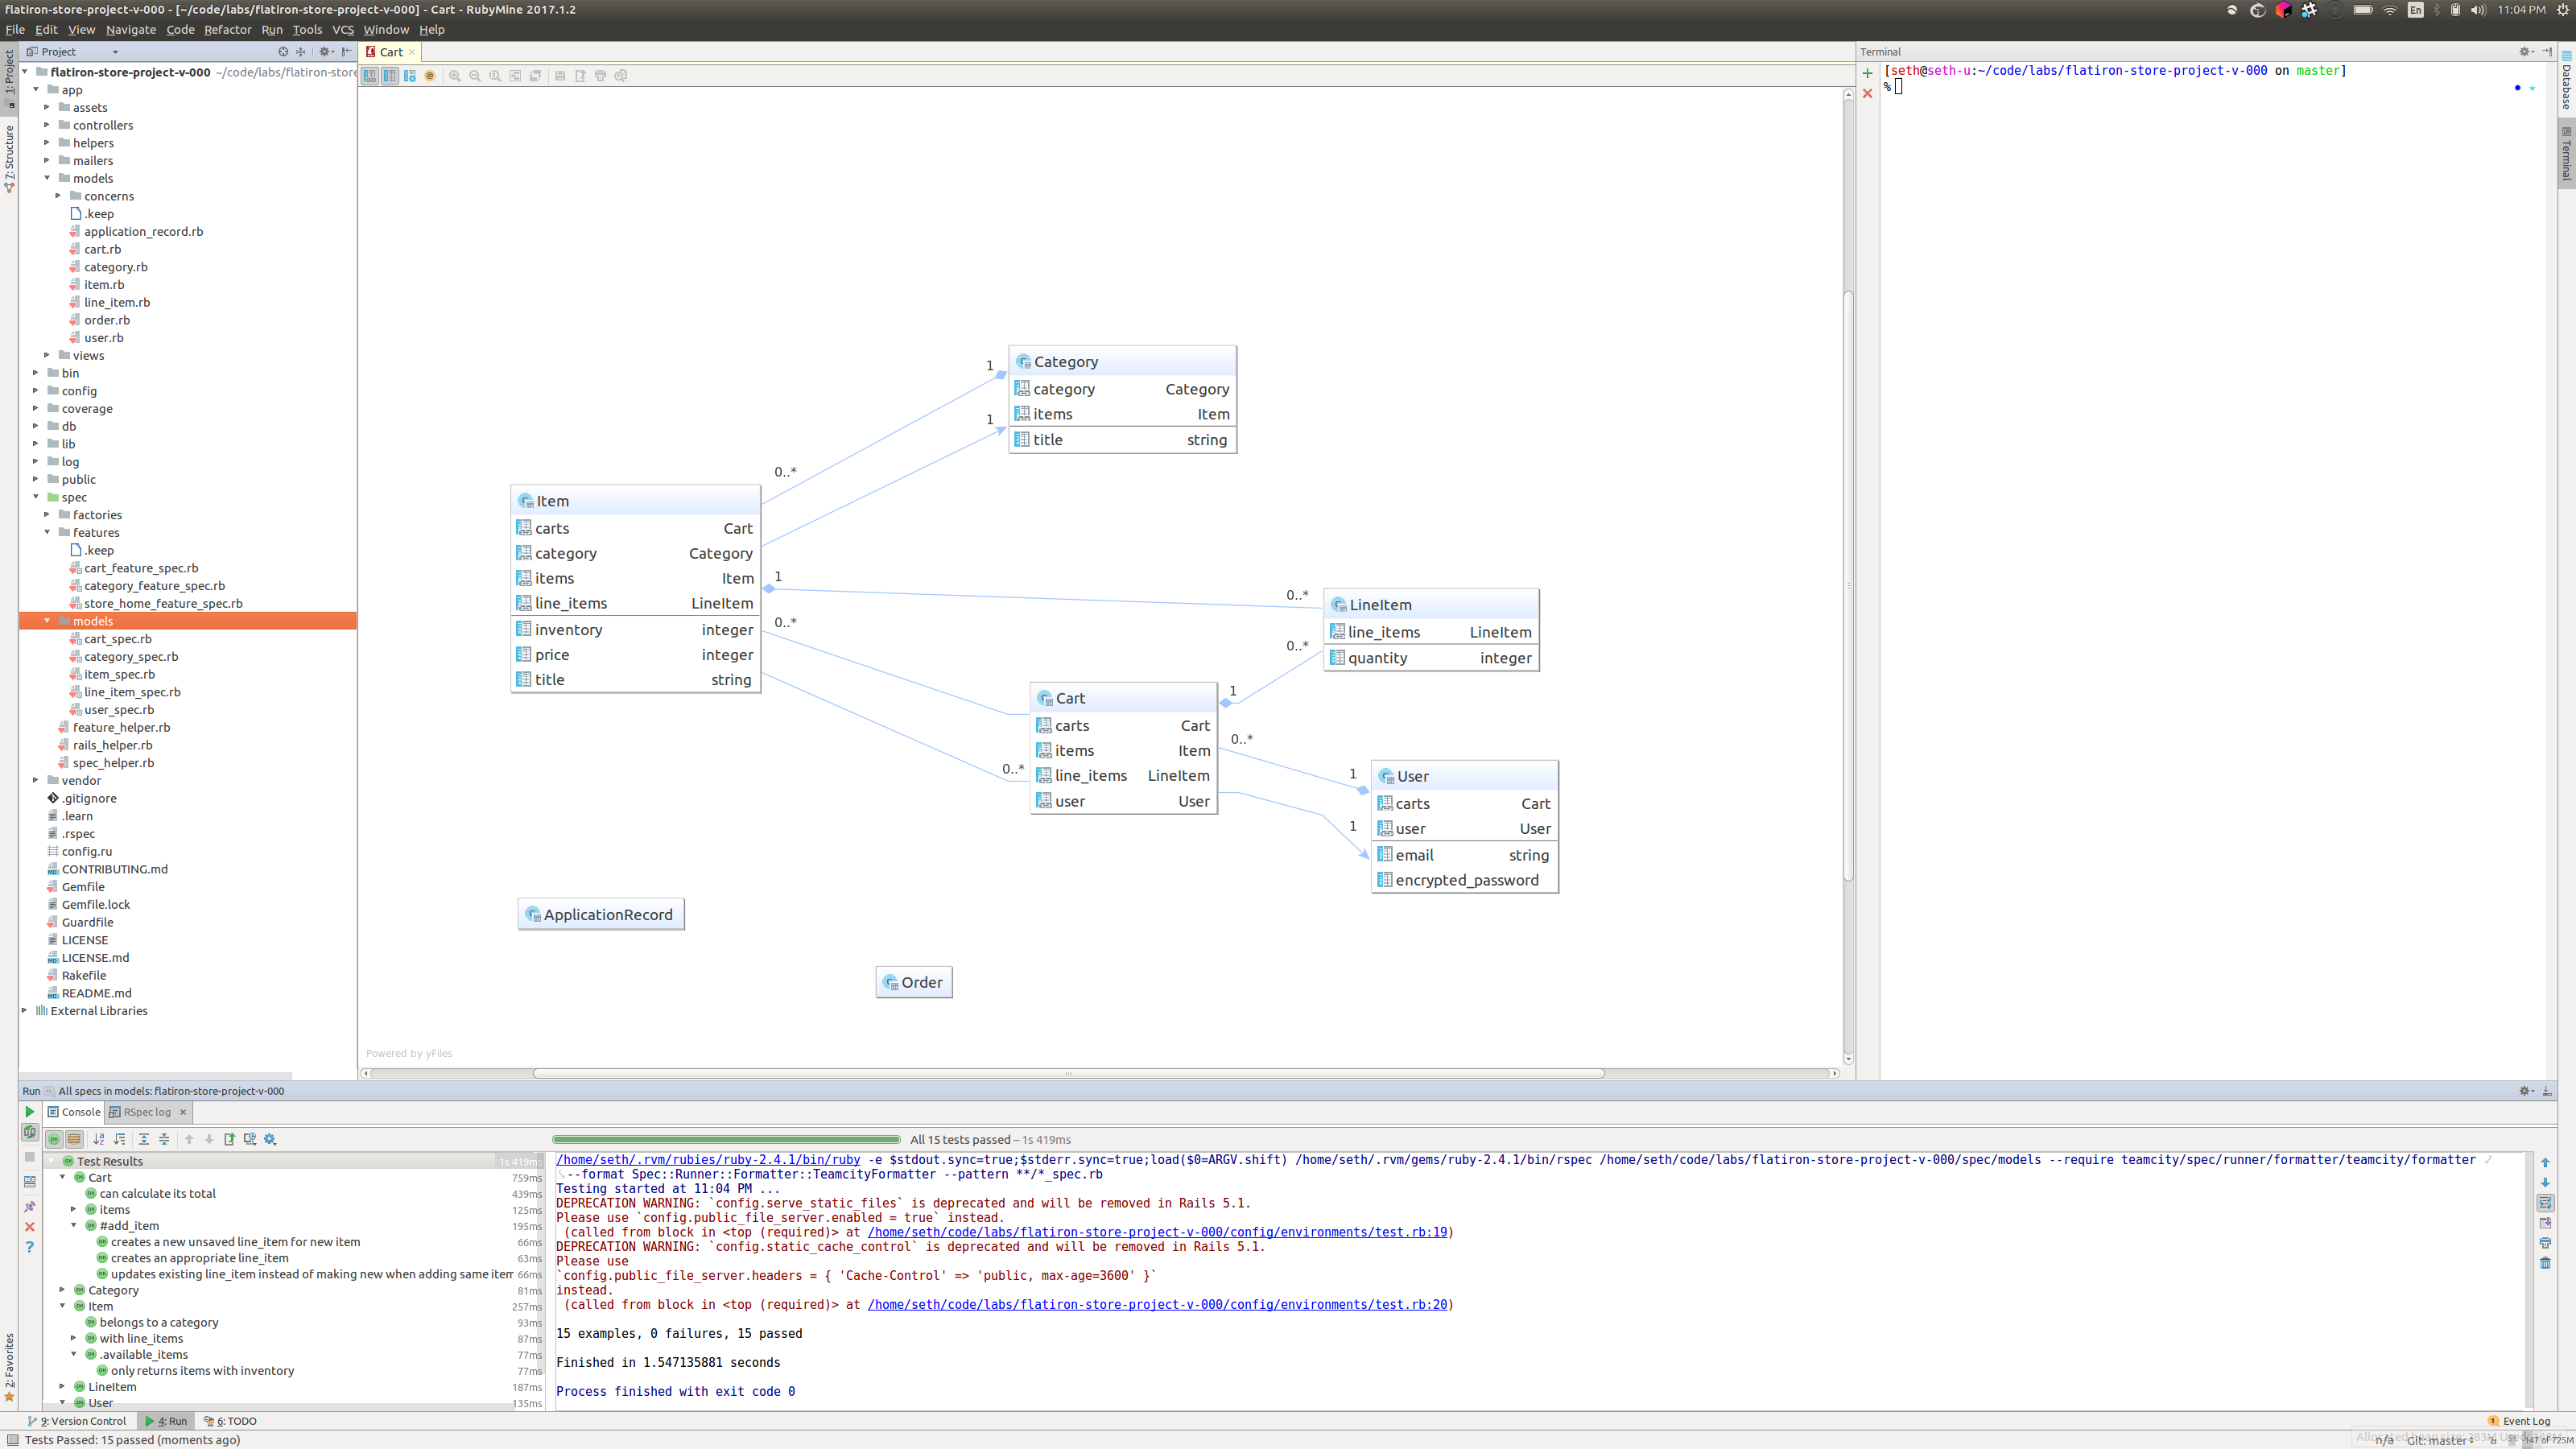 flatiron-store-project-v-000 - [~/code/labs/flatiron-store-project-v-000] - Cart - RubyMine 2017.1.2
En
11:04 PM
File Edit View Navigate Code Refactor Run Tools VCS Window Help
1: Project
7: Structure
2: Favorites
Project
flatiron-store-project-v-000 ~/code/labs/flatiron-store
app
assets
controllers
helpers
mailers
models
concerns
.keep
application_record.rb
cart.rb
category.rb
item.rb
line_item.rb
order.rb
user.rb
views
bin
config
coverage
db
lib
log
public
spec
factories
features
.keep
cart_feature_spec.rb
category_feature_spec.rb
store_home_feature_spec.rb
models
cart_spec.rb
category_spec.rb
item_spec.rb
line_item_spec.rb
user_spec.rb
feature_helper.rb
rails_helper.rb
spec_helper.rb
vendor
.gitignore
.learn
.rspec
config.ru
CONTRIBUTING.md
Gemfile
Gemfile.lock
Guardfile
LICENSE
LICENSE.md
Rakefile
README.md
External Libraries
Cart
Category
category Category
items Item
title string
1
1
0..*
Item
carts Cart
category Category
items Item
line_items LineItem
inventory integer
price integer
title string
1
0..*
0..*
LineItem
line_items LineItem
quantity integer
0..*
0..*
Cart
carts Cart
items Item
line_items LineItem
user User
1
0..*
1
1
User
carts Cart
user User
email string
encrypted_password
ApplicationRecord
Order
Powered by yFiles
Terminal
[seth@seth-u:~/code/labs/flatiron-store-project-v-000 on master]
%
Database
Terminal
Run All specs in models: flatiron-store-project-v-000
Console RSpec log
All 15 tests passed – 1s 419ms
Test Results 1s 419ms
Cart 759ms
can calculate its total 439ms
items 125ms
#add_item 195ms
creates a new unsaved line_item for new item 66ms
creates an appropriate line_item 63ms
updates existing line_item instead of making new when adding same item 66ms
Category 81ms
Item 257ms
belongs to a category 93ms
with line_items 87ms
.available_items 77ms
only returns items with inventory 77ms
LineItem 187ms
User 135ms
/home/seth/.rvm/rubies/ruby-2.4.1/bin/ruby -e $stdout.sync=true;$stderr.sync=true;load($0=ARGV.shift) /home/seth/.rvm/gems/ruby-2.4.1/bin/rspec /home/seth/code/labs/flatiron-store-project-v-000/spec/models --require teamcity/spec/runner/formatter/teamcity/formatter
--format Spec::Runner::Formatter::TeamcityFormatter --pattern **/*_spec.rb
Testing started at 11:04 PM ...
DEPRECATION WARNING: `config.serve_static_files` is deprecated and will be removed in Rails 5.1.
Please use `config.public_file_server.enabled = true` instead.
(called from block in <top (required)> at /home/seth/code/labs/flatiron-store-project-v-000/config/environments/test.rb:19)
DEPRECATION WARNING: `config.static_cache_control` is deprecated and will be removed in Rails 5.1.
Please use
`config.public_file_server.headers = { 'Cache-Control' => 'public, max-age=3600' }`
instead.
(called from block in <top (required)> at /home/seth/code/labs/flatiron-store-project-v-000/config/environments/test.rb:20)
15 examples, 0 failures, 15 passed
Finished in 1.547135881 seconds
Process finished with exit code 0
9: Version Control 4: Run 6: TODO
1 Event Log
Tests Passed: 15 passed (moments ago)
n/a Git: master 147 of 725M